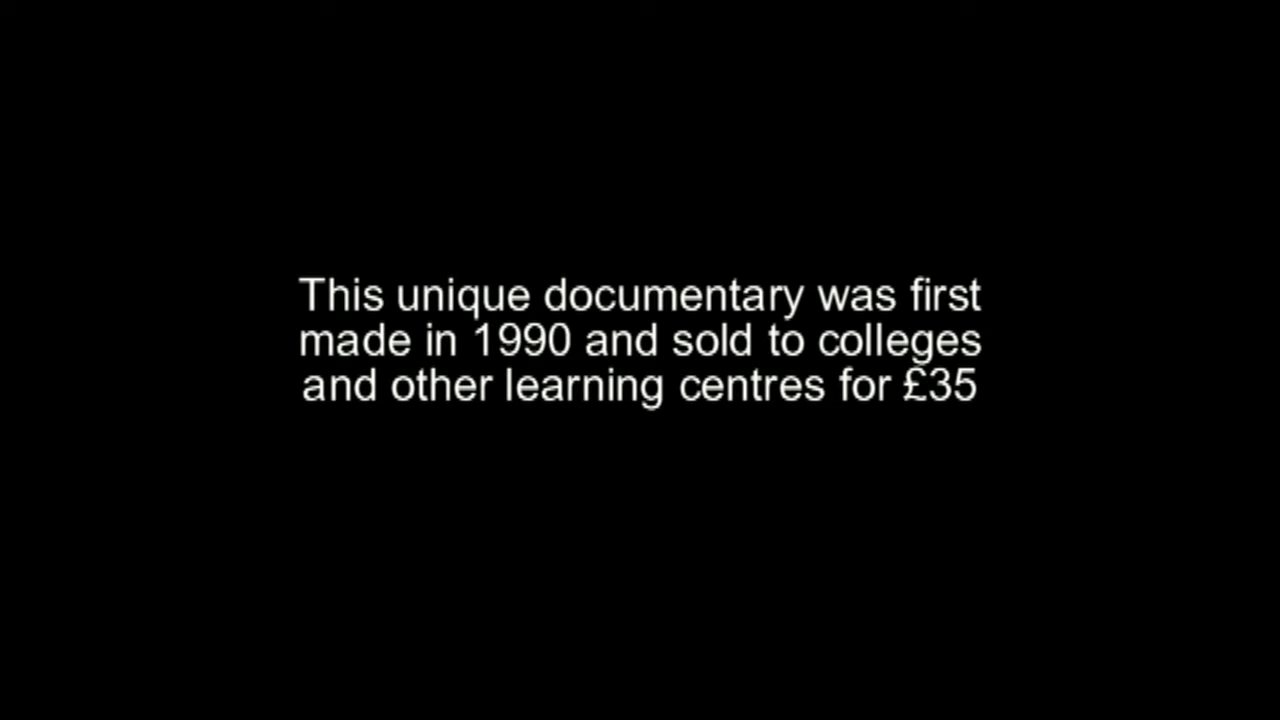 This unique documentary was first
made in 1990 and sold to colleges
and other learning centres for £35